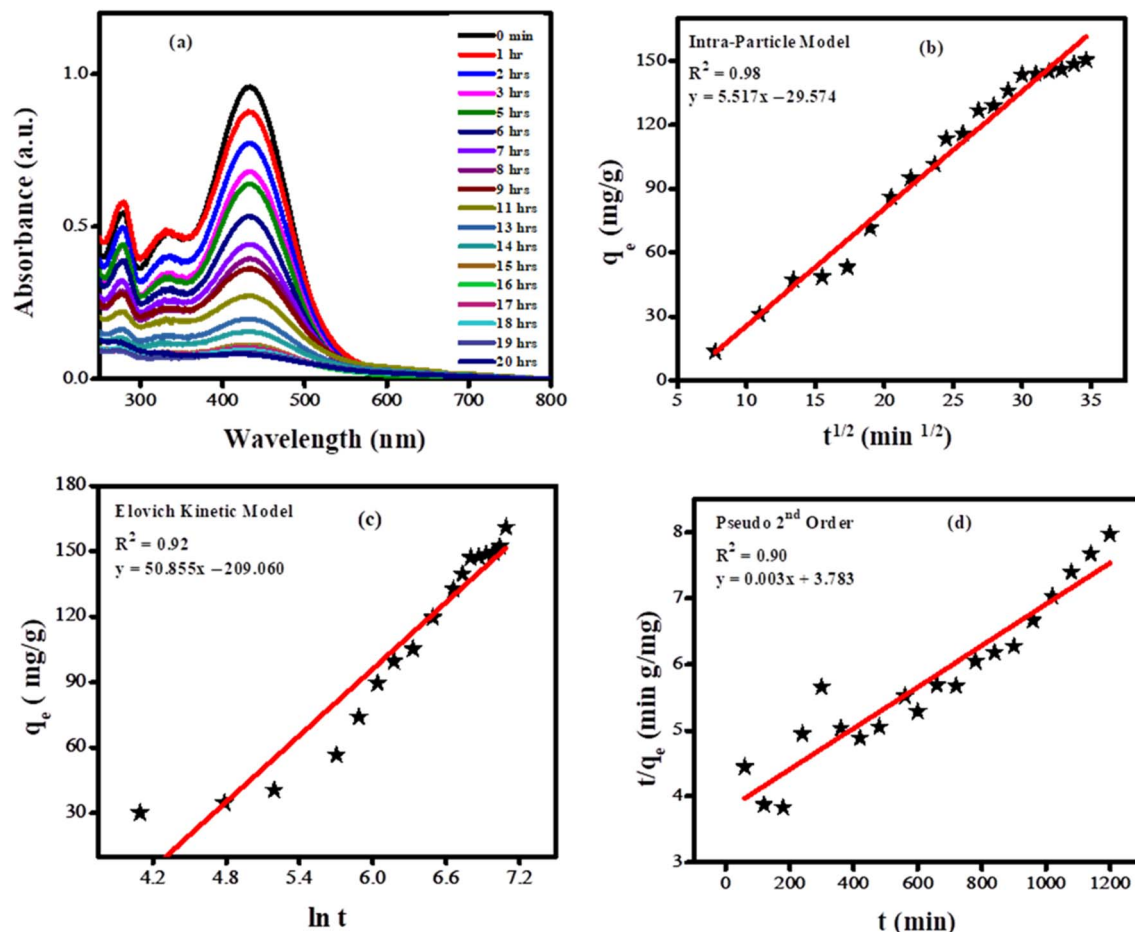 (a)
0 min
1 hr
2 hrs
3 hrs
5 hrs
6 hrs
7 hrs
8 hrs
9 hrs
11 hrs
13 hrs
14 hrs
15 hrs
16 hrs
17 hrs
18 hrs
19 hrs
20 hrs
1.0
0.5
0.0
Absorbance (a.u.)
300 400 500 600 700 800
Wavelength (nm)
Intra-Particle Model (b)
R² = 0.98
y = 5.517x −29.574
150
120
90
60
30
0
qₑ (mg/g)
5 10 15 20 25 30 35
t¹/² (min ¹/²)
Elovich Kinetic Model (c)
R² = 0.92
y = 50.855x −209.060
180
150
120
90
60
30
qₑ ( mg/g)
4.2 4.8 5.4 6.0 6.6 7.2
ln t
Pseudo 2ⁿᵈ Order (d)
R² = 0.90
y = 0.003x + 3.783
8
7
6
5
4
3
t/qₑ (min g/mg)
0 200 400 600 800 1000 1200
t (min)